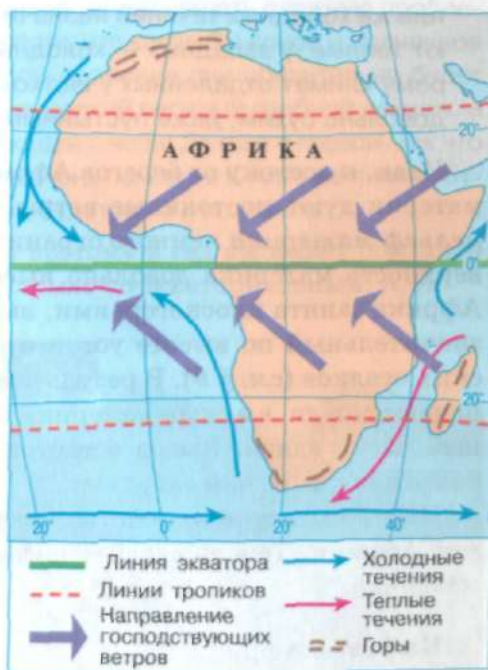 АФРИКА
20°
0°
20°
20°
0°
20°
40°
Линия экватора
Линии тропиков
Направление
господствующих
ветров
Холодные
течения
Теплые
течения
Горы